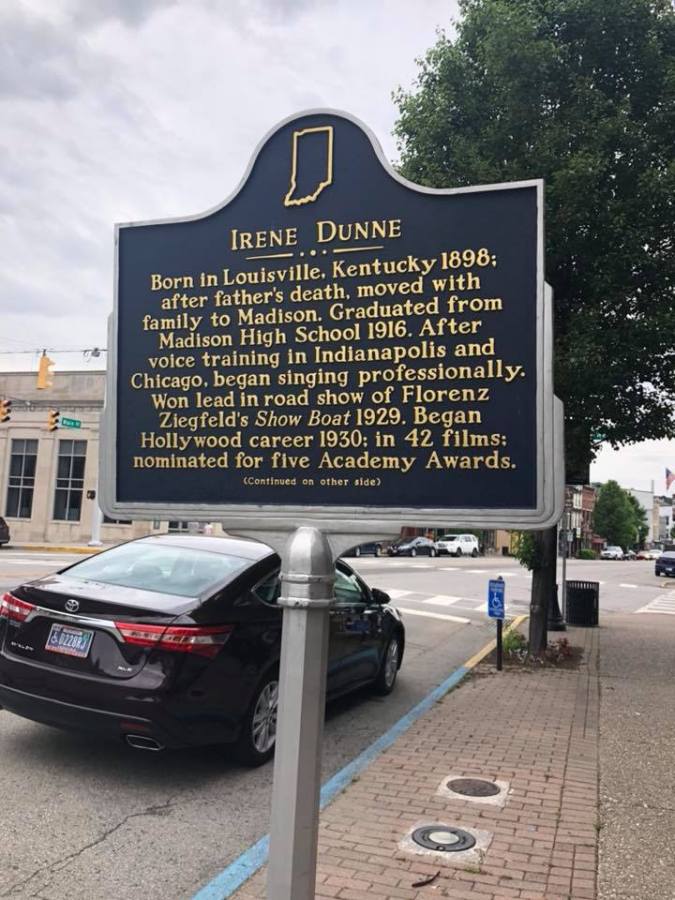 Irene Dunne
Born in Louisville, Kentucky 1898;
after father's death, moved with
family to Madison. Graduated from
Madison High School 1916. After
voice training in Indianapolis and
Chicago, began singing professionally.
Won lead in road show of Florenz
Ziegfeld's Show Boat 1929. Began
Hollywood career 1930; in 42 films;
nominated for five Academy Awards.
(Continued on other side)